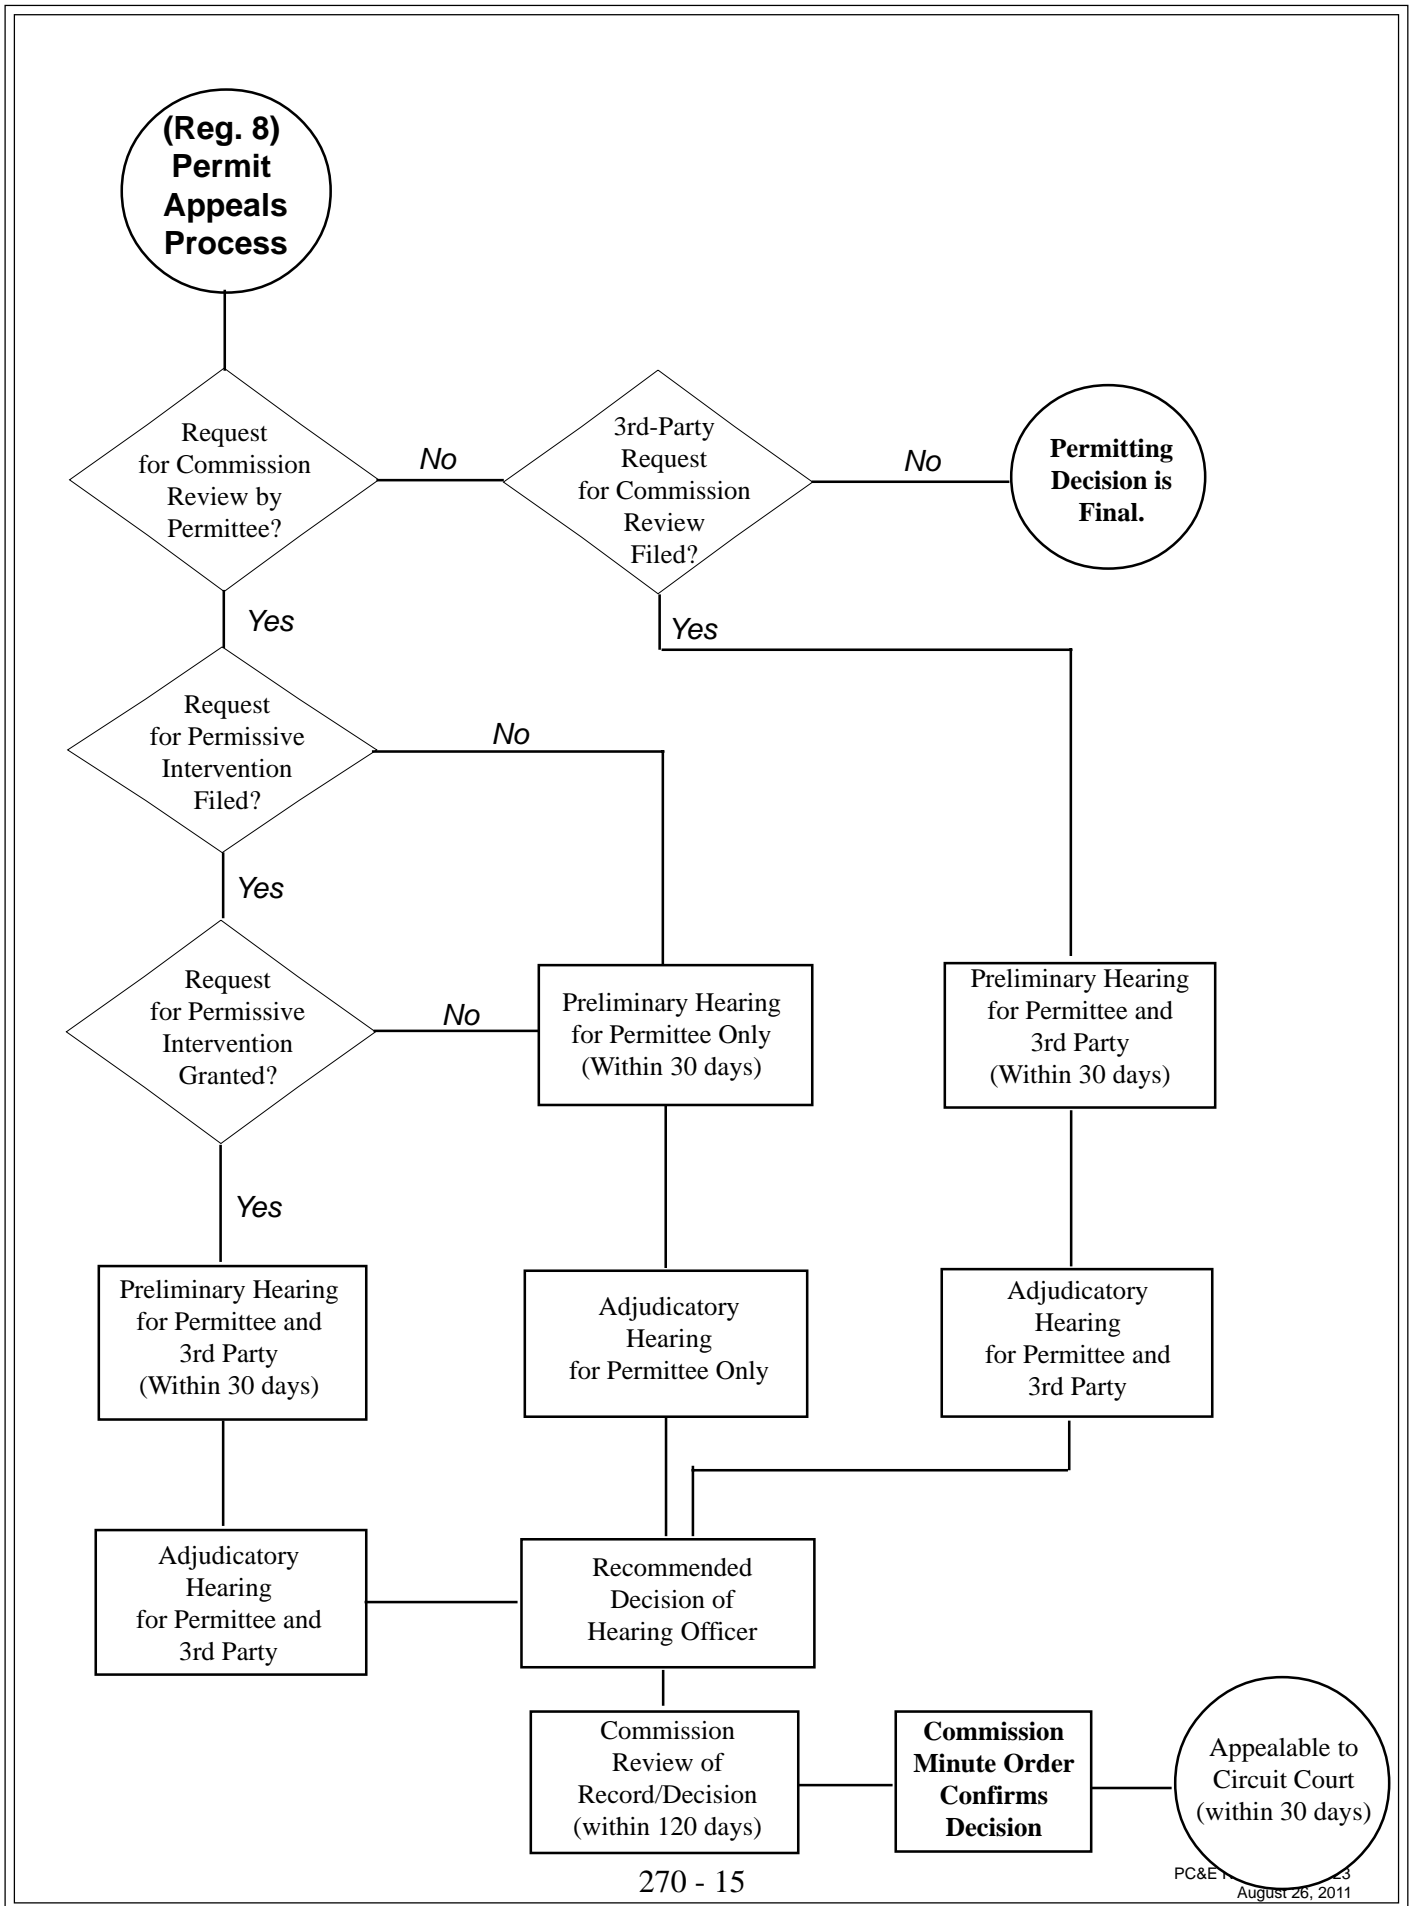 (Reg. 8)
Permit
Appeals
Process
Request
for Commission
Review by
Permittee?
No
3rd-Party
Request
for Commission
Review
Filed?
No
Permitting
Decision is
Final.
Yes
Yes
Request
for Permissive
Intervention
Filed?
No
Yes
Request
for Permissive
Intervention
Granted?
No
Preliminary Hearing
for Permittee Only
(Within 30 days)
Preliminary Hearing
for Permittee and
3rd Party
(Within 30 days)
Yes
Preliminary Hearing
for Permittee and
3rd Party
(Within 30 days)
Adjudicatory
Hearing
for Permittee Only
Adjudicatory
Hearing
for Permittee and
3rd Party
Adjudicatory
Hearing
for Permittee and
3rd Party
Recommended
Decision of
Hearing Officer
Commission
Review of
Record/Decision
(within 120 days)
Commission
Minute Order
Confirms
Decision
Appealable to
Circuit Court
(within 30 days)
270 - 15
PC&E 23
August 26, 2011